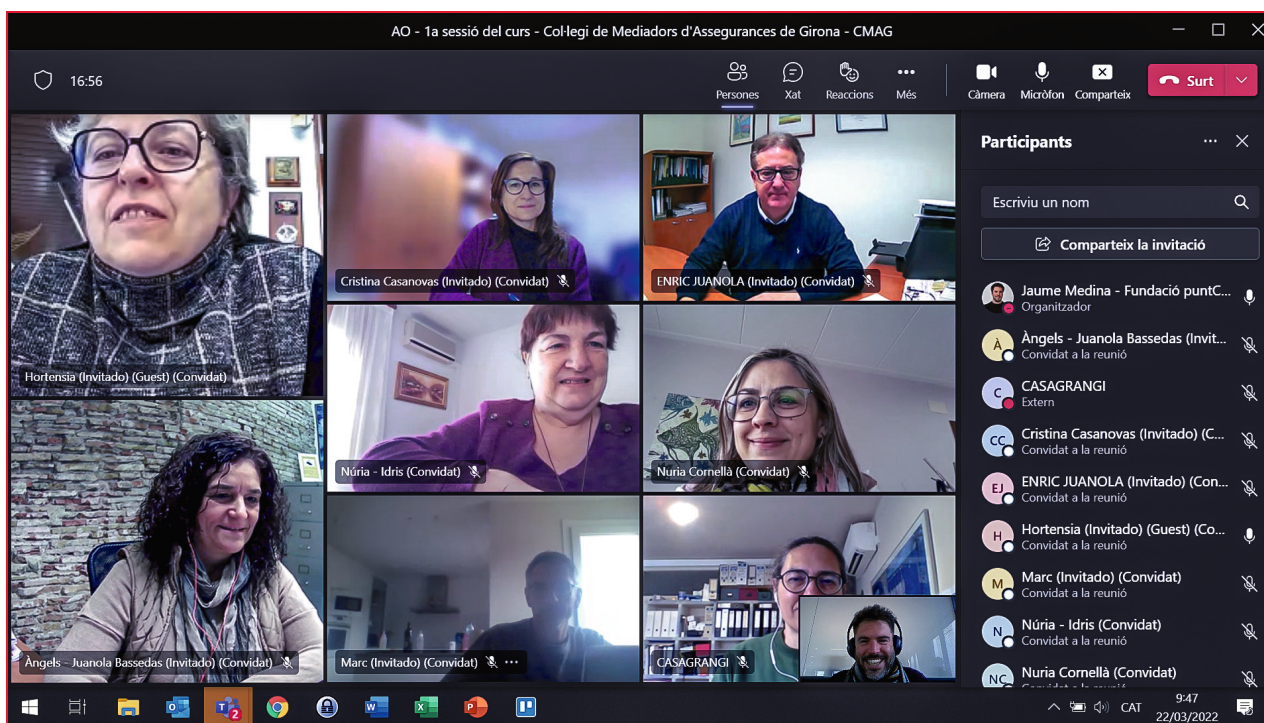 AO - 1a sessió del curs - Col·legi de Mediadors d'Assegurances de Girona - CMAG
16:56
Persones
Xat
Reaccions
Més
Càmera
Micròfon
Comparteix
Surt
Hortensia (Invitado) (Guest) (Convidat)
Cristina Casanovas (Invitado) (Convidat)
ENRIC JUANOLA (Invitado) (Convidat)
Núria - Idris (Convidat)
Nuria Cornellà (Convidat)
Àngels - Juanola Bassedas (Invitado) (Convidat)
Marc (Invitado) (Convidat)
CASAGRANGI
Participants
Escriviu un nom
Comparteix la invitació
Jaume Medina - Fundació puntC...
Organitzador
À
Àngels - Juanola Bassedas (Invit...
Convidat a la reunió
C
CASAGRANGI
Extern
CC
Cristina Casanovas (Invitado) (C...
Convidat a la reunió
EJ
ENRIC JUANOLA (Invitado) (Con...
Convidat a la reunió
H
Hortensia (Invitado) (Guest) (Co...
Convidat a la reunió
M
Marc (Invitado) (Convidat)
Convidat a la reunió
N
Núria - Idris (Convidat)
Convidat a la reunió
NC
Nuria Cornellà (Convidat)
2
CAT
9:47
22/03/2022